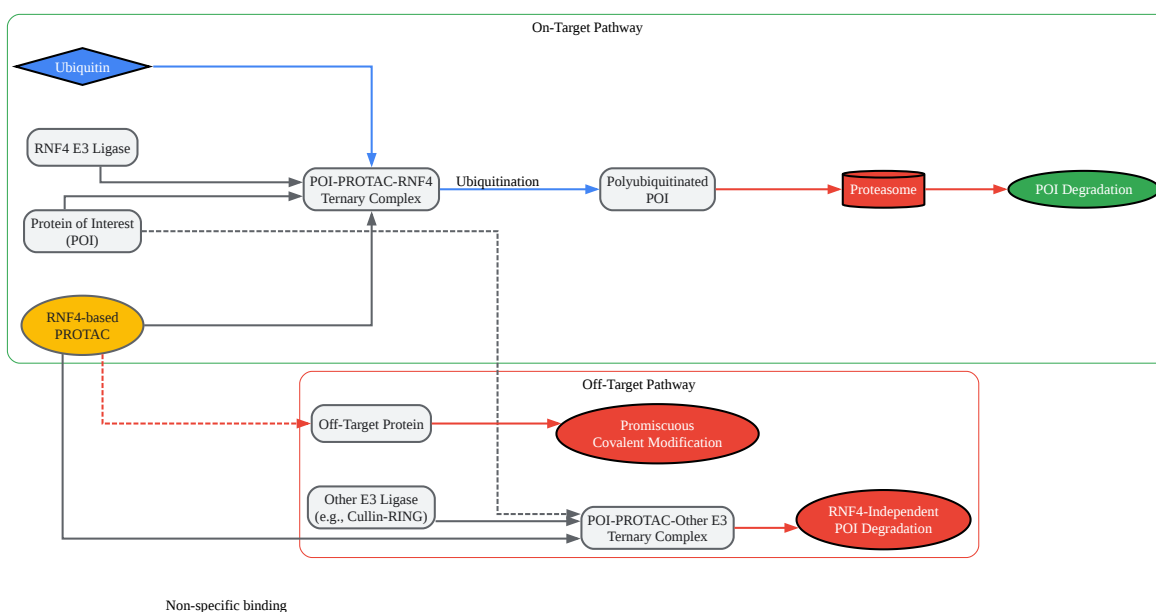 On-Target Pathway
Ubiquitin
RNF4 E3 Ligase
POI-PROTAC-RNF4
Ternary Complex
Ubiquitination
Polyubiquitinated
POI
Proteasome
POI Degradation
Protein of Interest
(POI)
RNF4-based
PROTAC
Off-Target Pathway
Off-Target Protein
Promiscuous
Covalent Modification
Other E3 Ligase
(e.g., Cullin-RING)
POI-PROTAC-Other E3
Ternary Complex
RNF4-Independent
POI Degradation
Non-specific binding